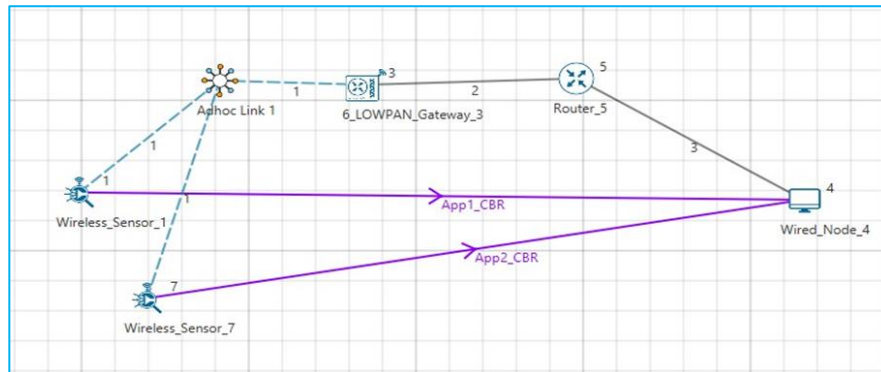 3
5
1
2
Adhoc Link 1
6_LOWPAN_Gateway_3
Router_5
1
3
1
1
4
App1_CBR
Wireless_Sensor_1
Wired_Node_4
App2_CBR
7
Wireless_Sensor_7